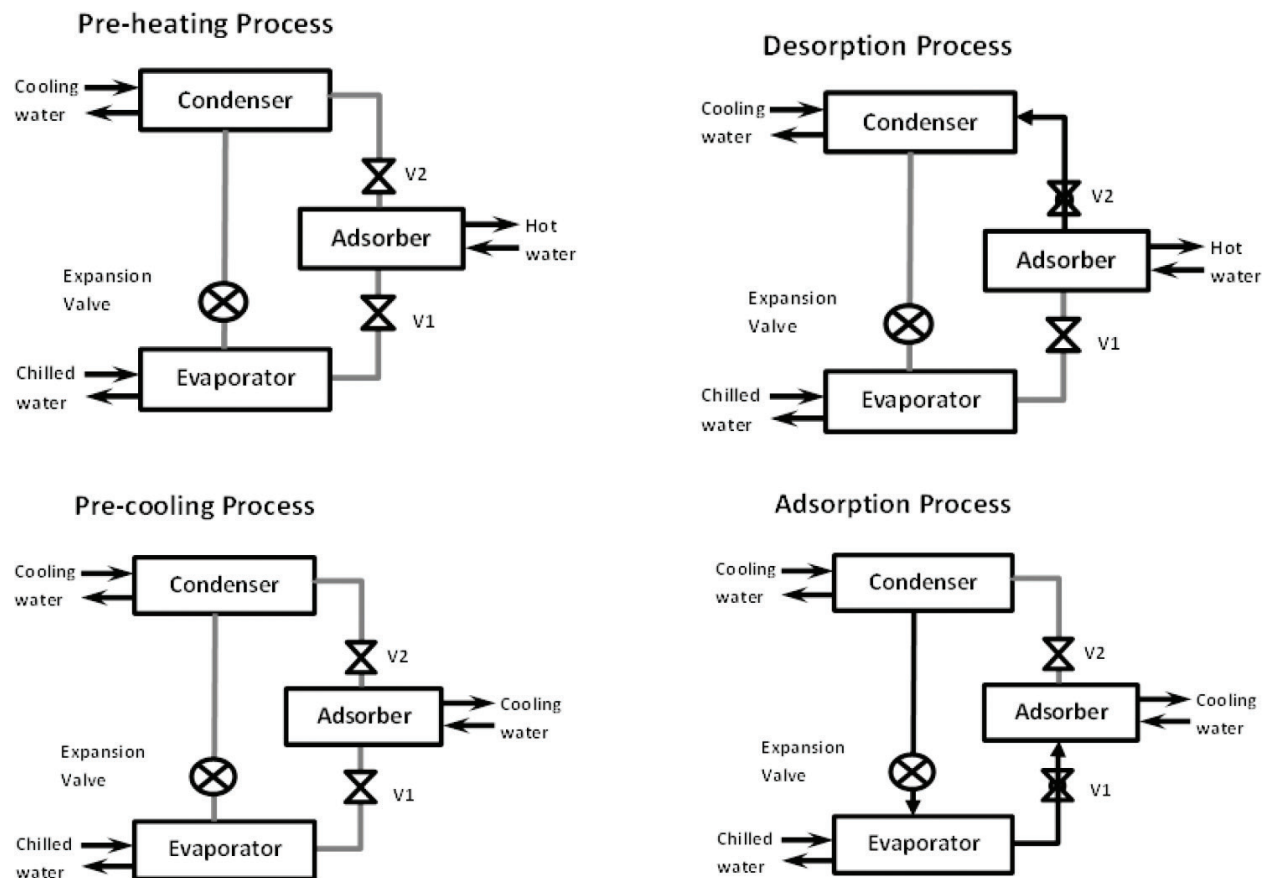 Pre-heating Process
Cooling
water
Condenser
V2
Adsorber
Hot
water
Expansion
Valve
V1
Chilled
water
Evaporator
Desorption Process
Cooling
water
Condenser
V2
Adsorber
Hot
water
Expansion
Valve
V1
Chilled
water
Evaporator
Pre-cooling Process
Cooling
water
Condenser
V2
Adsorber
Cooling
water
Expansion
Valve
V1
Chilled
water
Evaporator
Adsorption Process
Cooling
water
Condenser
V2
Adsorber
Cooling
water
Expansion
Valve
V1
Chilled
water
Evaporator